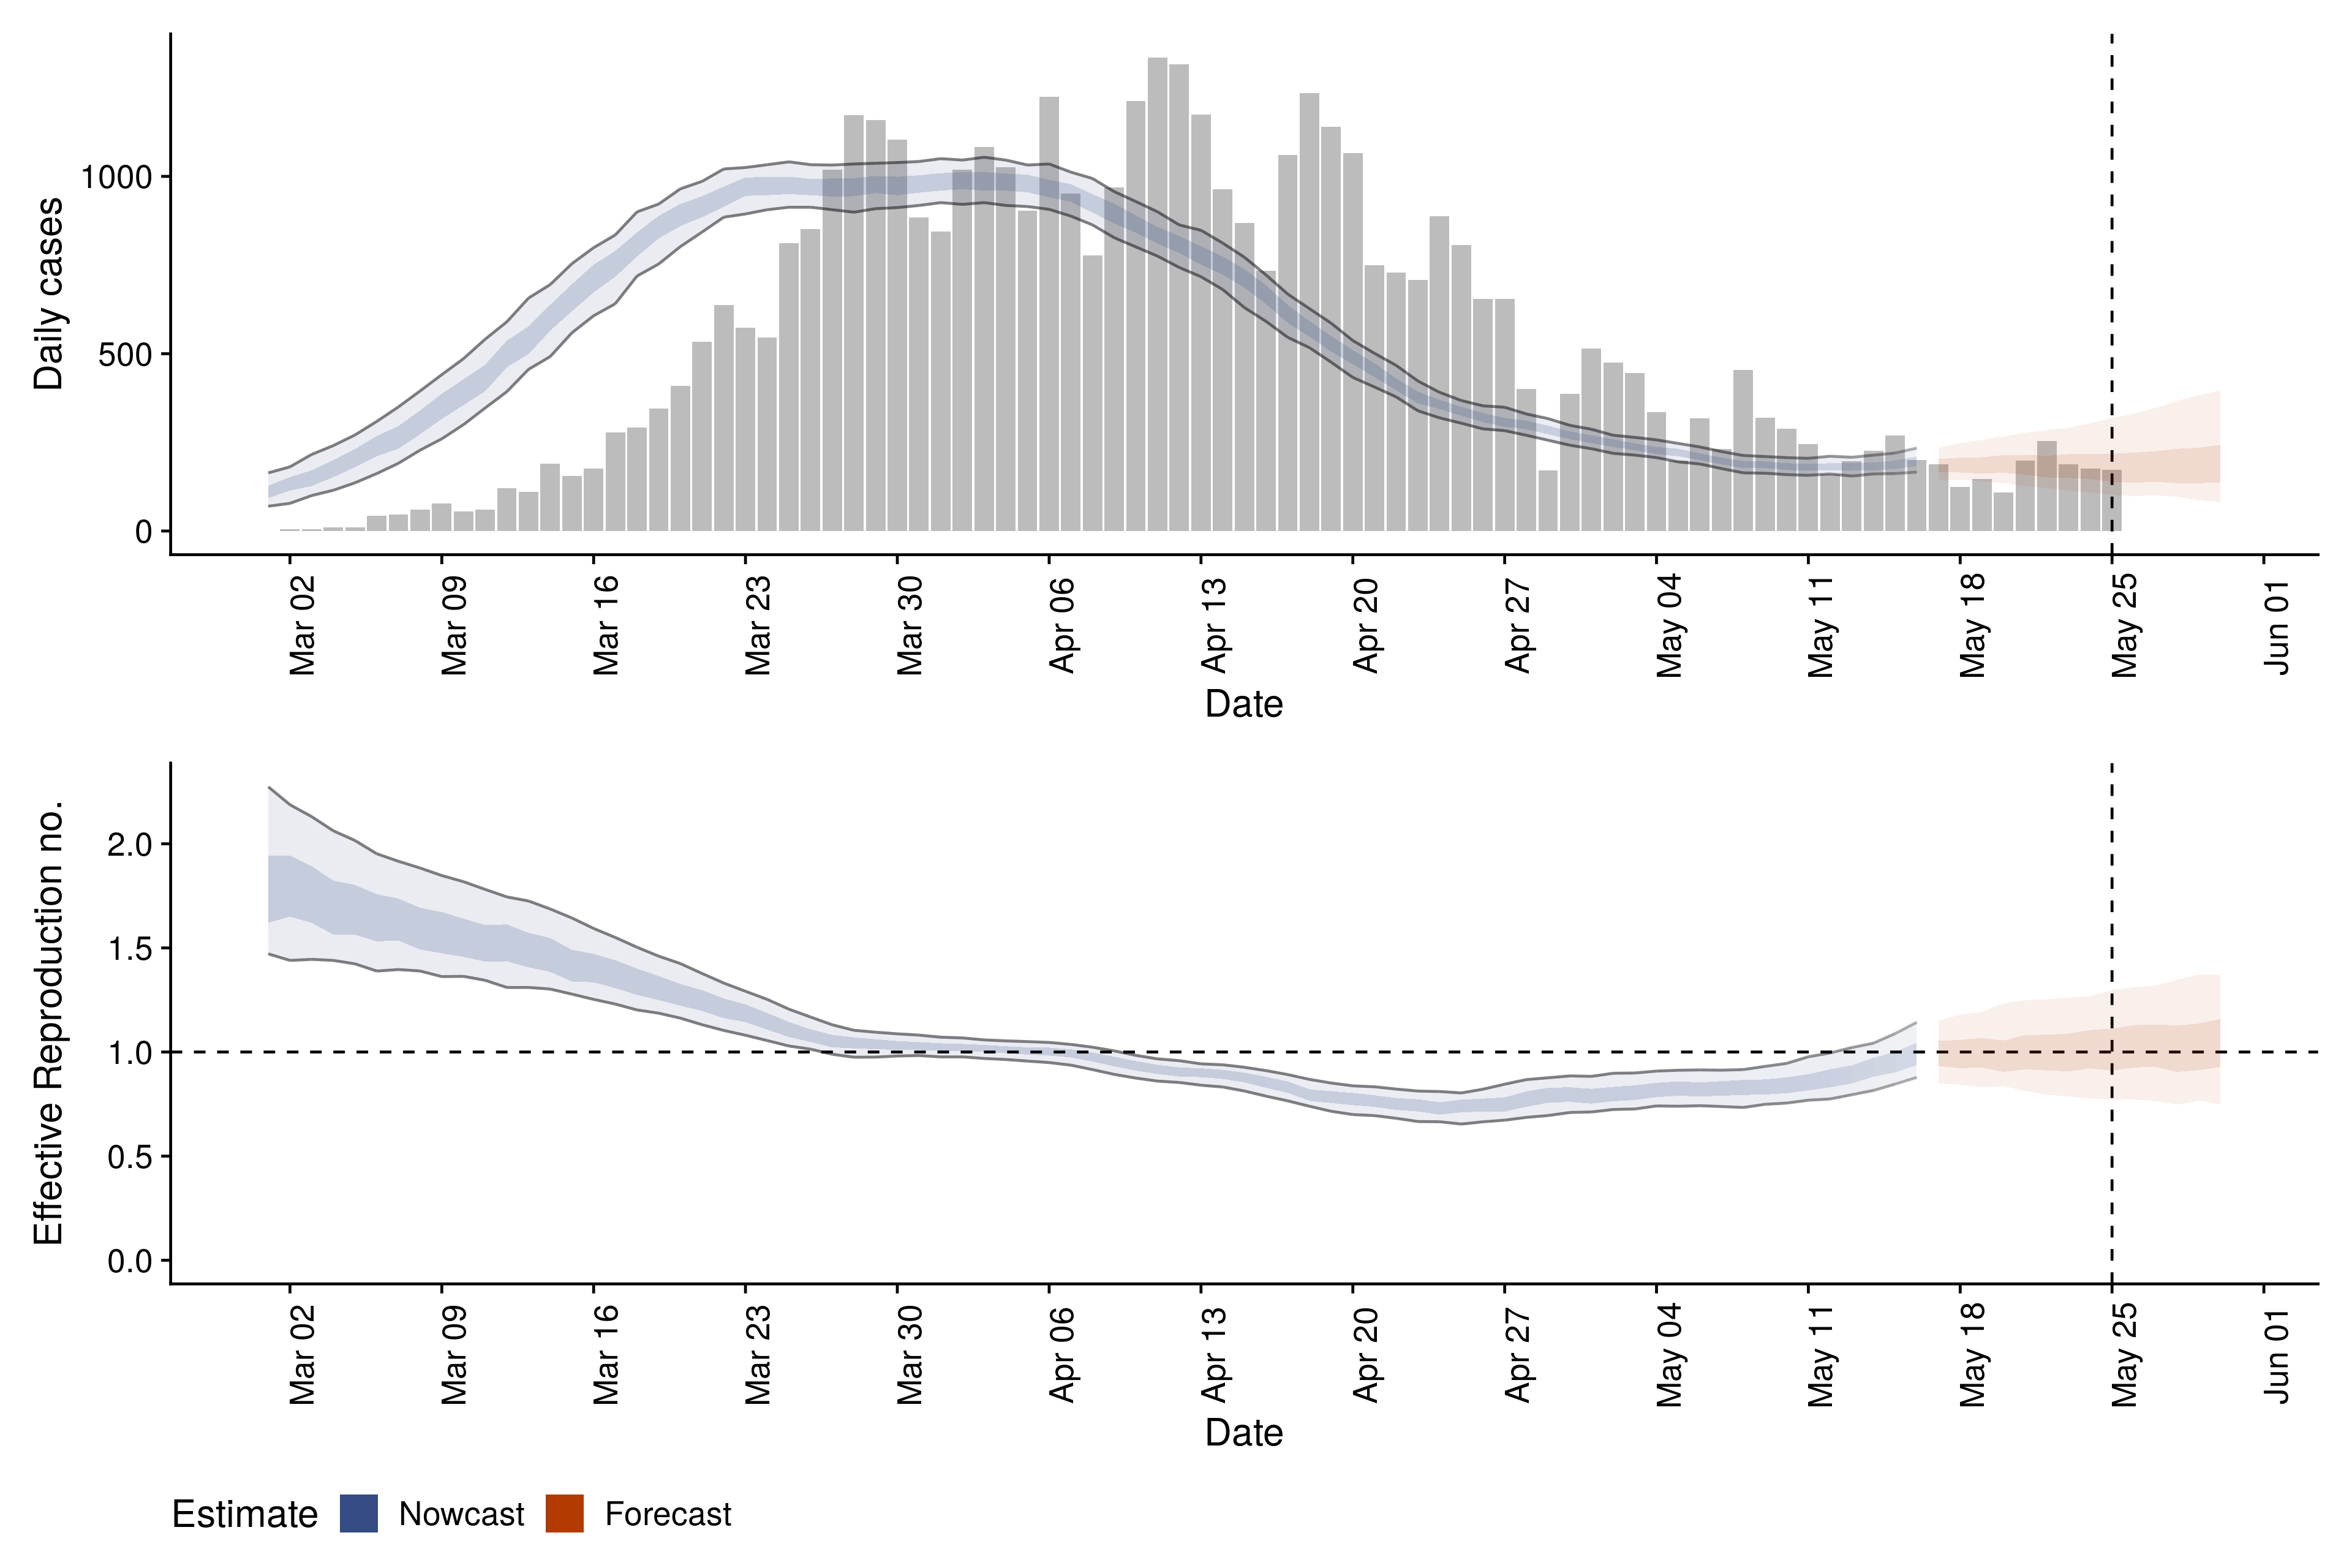 Daily cases
1000
500
0
Mar 02 Mar 09 Mar 16 Mar 23 Mar 30 Apr 06 Apr 13 Apr 20 Apr 27 May 04 May 11 May 18 May 25 Jun 01
Date
Effective Reproduction no.
2.0
1.5
1.0
0.5
0.0
Mar 02 Mar 09 Mar 16 Mar 23 Mar 30 Apr 06 Apr 13 Apr 20 Apr 27 May 04 May 11 May 18 May 25 Jun 01
Date
Estimate Nowcast Forecast